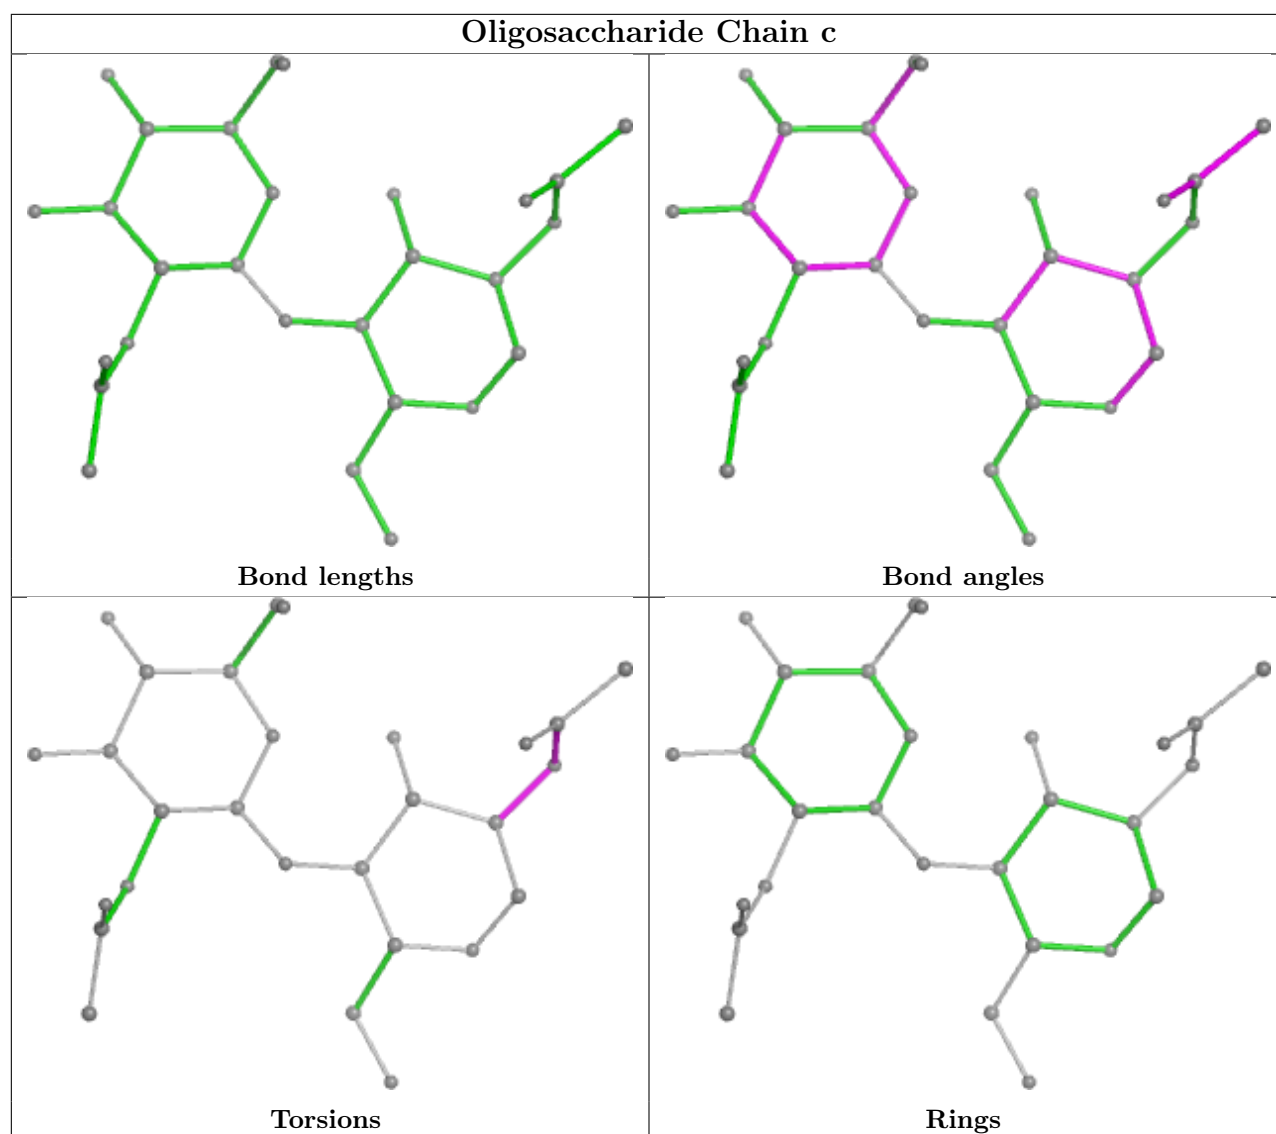 Oligosaccharide Chain c
Bond lengths
Bond angles
Torsions
Rings